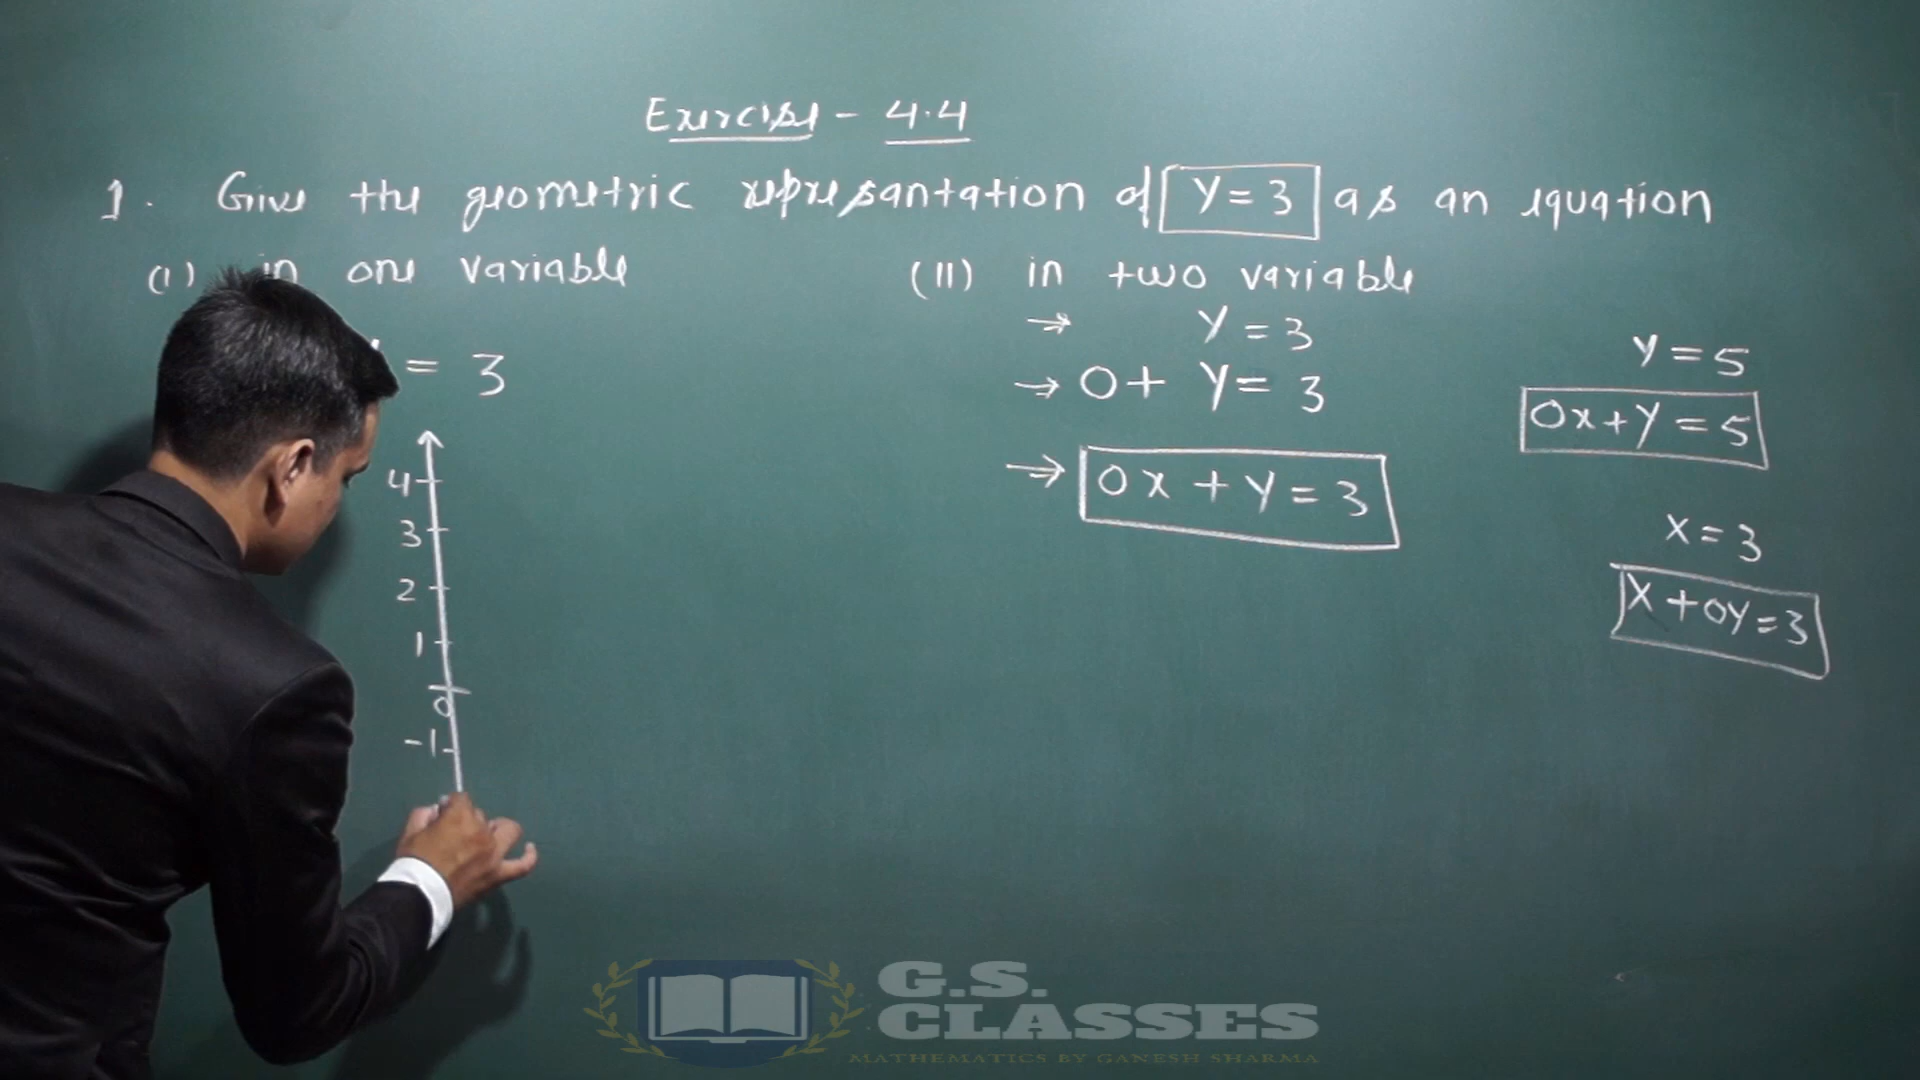 Exercise - 4.4
1. Give the geometric represantation of y = 3 as an equation
(i) in one variable
= 3
4
3
2
1
0
-1
(ii) in two variable
→ y = 3
→ 0 + y = 3
→ 0x + y = 3
y = 5
0x + y = 5
x = 3
x + 0y = 3
G.S.
CLASSES
MATHEMATICS BY GANESH SHARMA